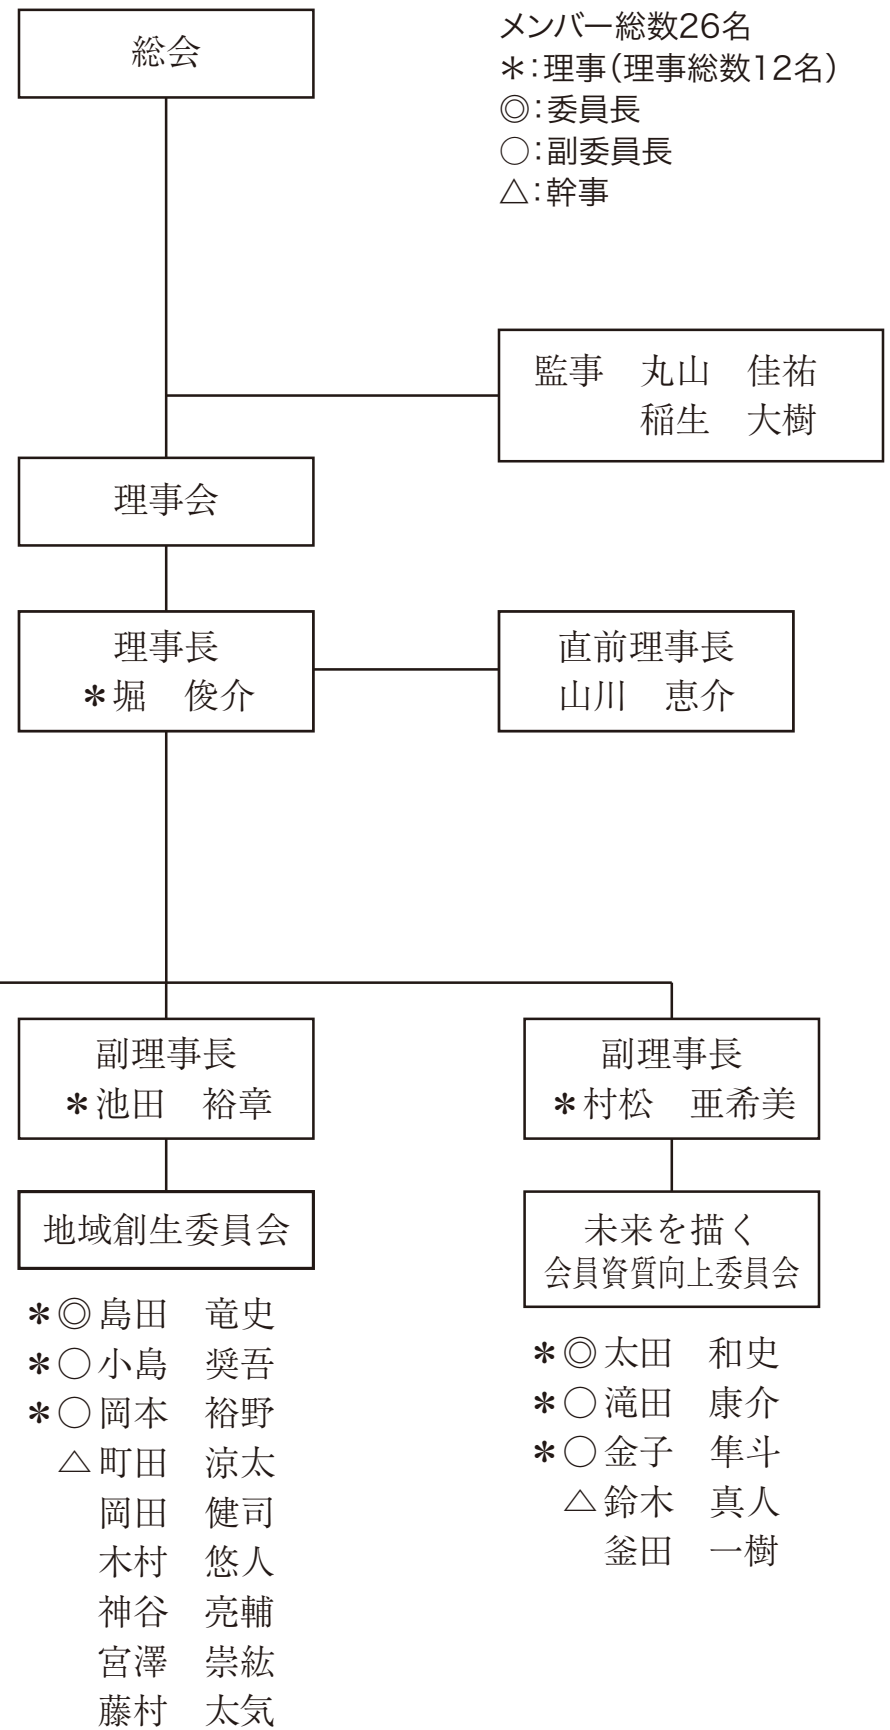 総会
メンバー総数26名
＊：理事（理事総数12名）
◎：委員長
○：副委員長
△：幹事
監事　丸山　佳祐
稲生　大樹
理事会
理事長
＊堀　俊介
直前理事長
山川　恵介
副理事長
＊池田　裕章
地域創生委員会
＊◎島田　竜史
＊○小島　奨吾
＊○岡本　裕野
△町田　涼太
岡田　健司
木村　悠人
神谷　亮輔
宮澤　崇紘
藤村　太気
副理事長
＊村松　亜希美
未来を描く
会員資質向上委員会
＊◎太田　和史
＊○滝田　康介
＊○金子　隼斗
△鈴木　真人
釜田　一樹